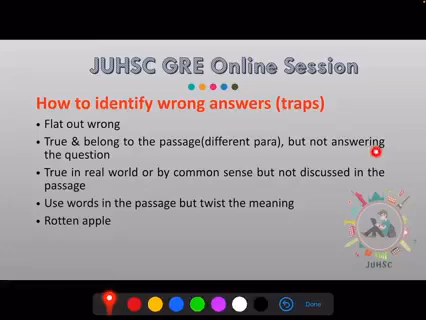 JUHSC GRE Online Session
How to identify wrong answers (traps)
• Flat out wrong
• True & belong to the passage(different para), but not answering
the question
• True in real world or by common sense but not discussed in the
passage
• Use words in the passage but twist the meaning
• Rotten apple
JUHSC
Done